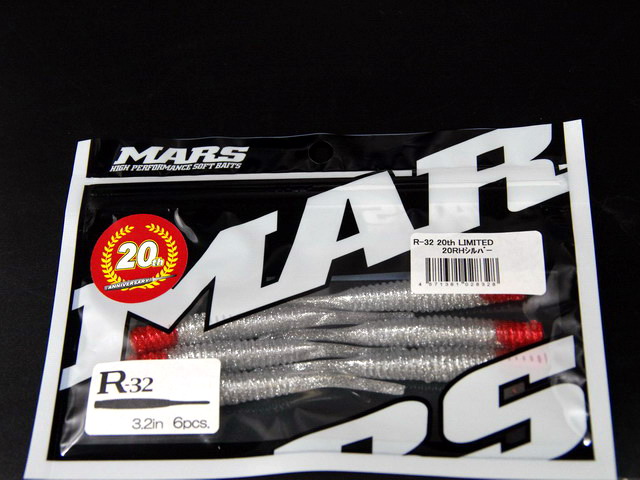 MARS
HIGH PERFORMANCE SOFT BAITS
20th
ANNIVERSARY
MARS
R-32 20th LIMITED
20RHシルバー
R-32
3.2in 6pcs.